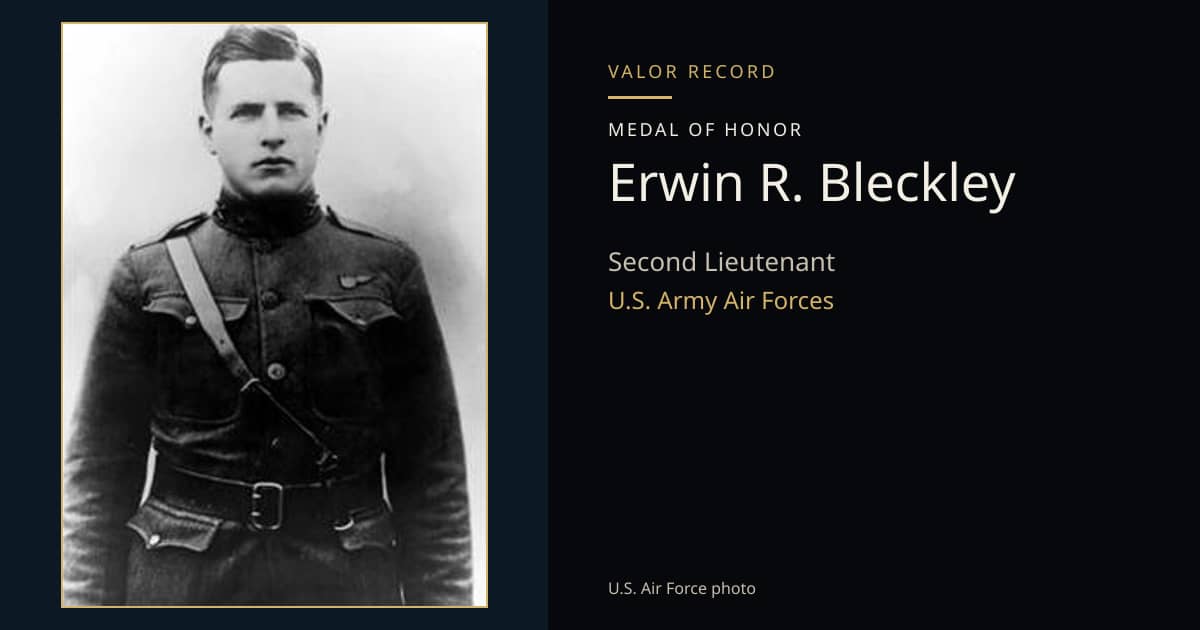 VALOR RECORD
MEDAL OF HONOR
Erwin R. Bleckley
Second Lieutenant
U.S. Army Air Forces
U.S. Air Force photo